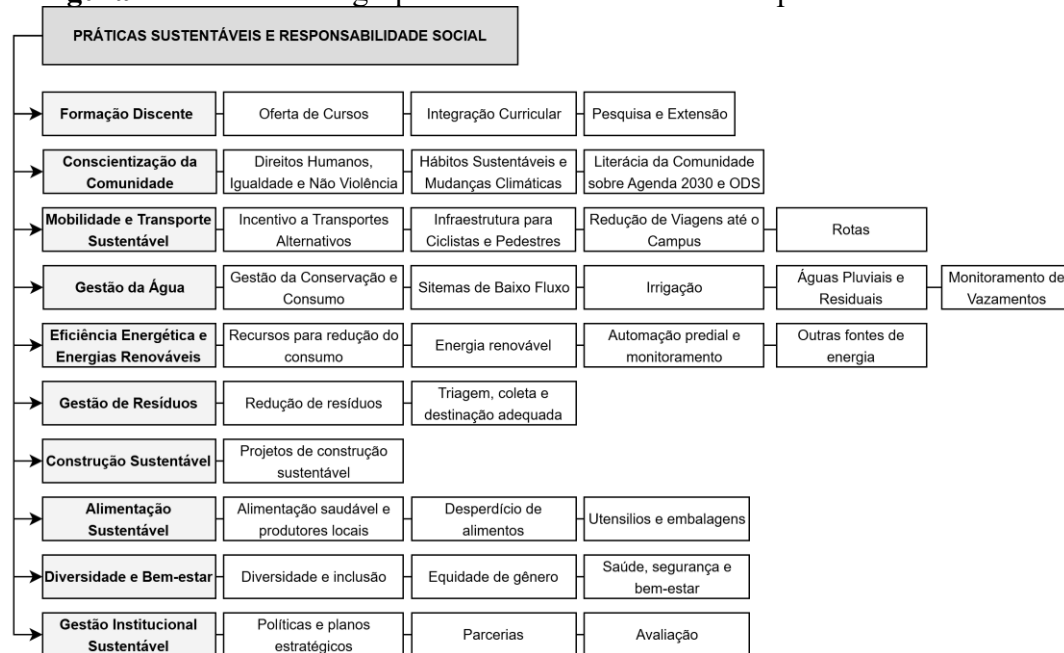 PRÁTICAS SUSTENTÁVEIS E RESPONSABILIDADE SOCIAL
Formação Discente
Oferta de Cursos
Integração Curricular
Pesquisa e Extensão
Conscientização da
Comunidade
Direitos Humanos,
Igualdade e Não Violência
Hábitos Sustentáveis e
Mudanças Climáticas
Literácia da Comunidade
sobre Agenda 2030 e ODS
Mobilidade e Transporte
Sustentável
Incentivo a Transportes
Alternativos
Infraestrutura para
Ciclistas e Pedestres
Redução de Viagens até o
Campus
Rotas
Gestão da Água
Gestão da Conservação e
Consumo
Sitemas de Baixo Fluxo
Irrigação
Águas Pluviais e
Residuais
Monitoramento de
Vazamentos
Eficiência Energética e
Energias Renováveis
Recursos para redução do
consumo
Energia renovável
Automação predial e
monitoramento
Outras fontes de
energia
Gestão de Resíduos
Redução de resíduos
Triagem, coleta e
destinação adequada
Construção Sustentável
Projetos de construção
sustentável
Alimentação
Sustentável
Alimentação saudável e
produtores locais
Desperdício de
alimentos
Utensilios e embalagens
Diversidade e Bem-estar
Diversidade e inclusão
Equidade de gênero
Saúde, segurança e
bem-estar
Gestão Institucional
Sustentável
Políticas e planos
estratégicos
Parcerias
Avaliação